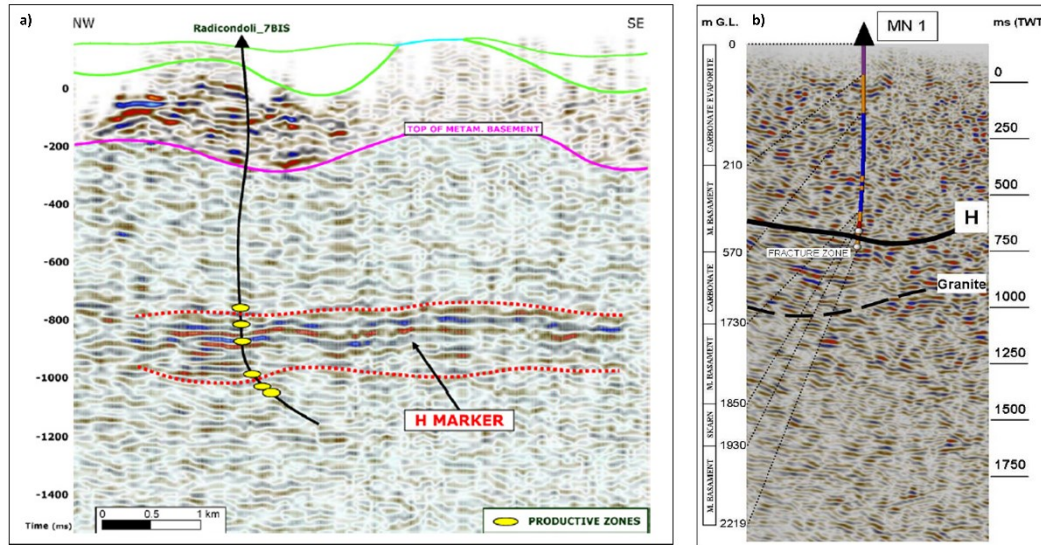 a)
NW
Radicondoli_7BIS
SE
0
-200
-400
-600
-800
-1000
-1200
-1400
Time (ms)
TOP OF METAM. BASEMENT
H MARKER
0 0.5 1 km
PRODUCTIVE ZONES
m G.L.
b)
MN 1
ms (TWT)
0
210
570
1730
1850
1930
2219
CARBONATE EVAPORITE
M. BASAMENT
CARBONATE
M. BASAMENT
SKARN
M. BASAMENT
H
FRACTURE ZONE
Granite
0
250
500
750
1000
1250
1500
1750